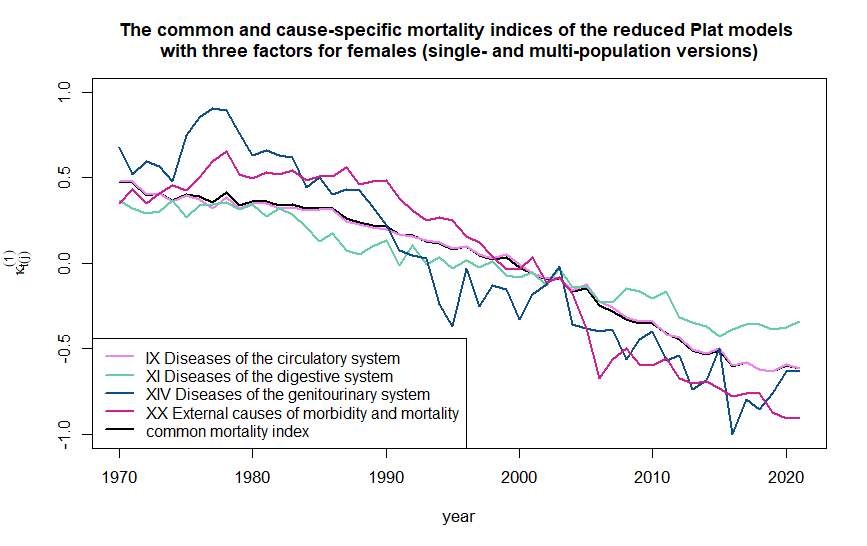 The common and cause-specific mortality indices of the reduced Plat models
with three factors for females (single- and multi-population versions)
1.0
0.5
0.0
-0.5
-1.0
κt(j)(1)
IX Diseases of the circulatory system
XI Diseases of the digestive system
XIV Diseases of the genitourinary system
XX External causes of morbidity and mortality
common mortality index
1970 1980 1990 2000 2010 2020
year